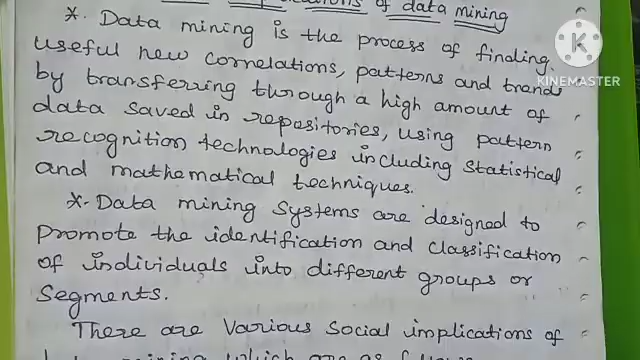 of data mining
*. Data mining is the process of finding
useful new correlations, patterns and trends
by transferring through a high amount of
data saved in repositories, using pattern
recognition technologies including statistical
and mathematical techniques.
*. Data mining systems are designed to
promote the identification and classification
of individuals into different groups or
segments.
There are various social implications of
KINEMASTER